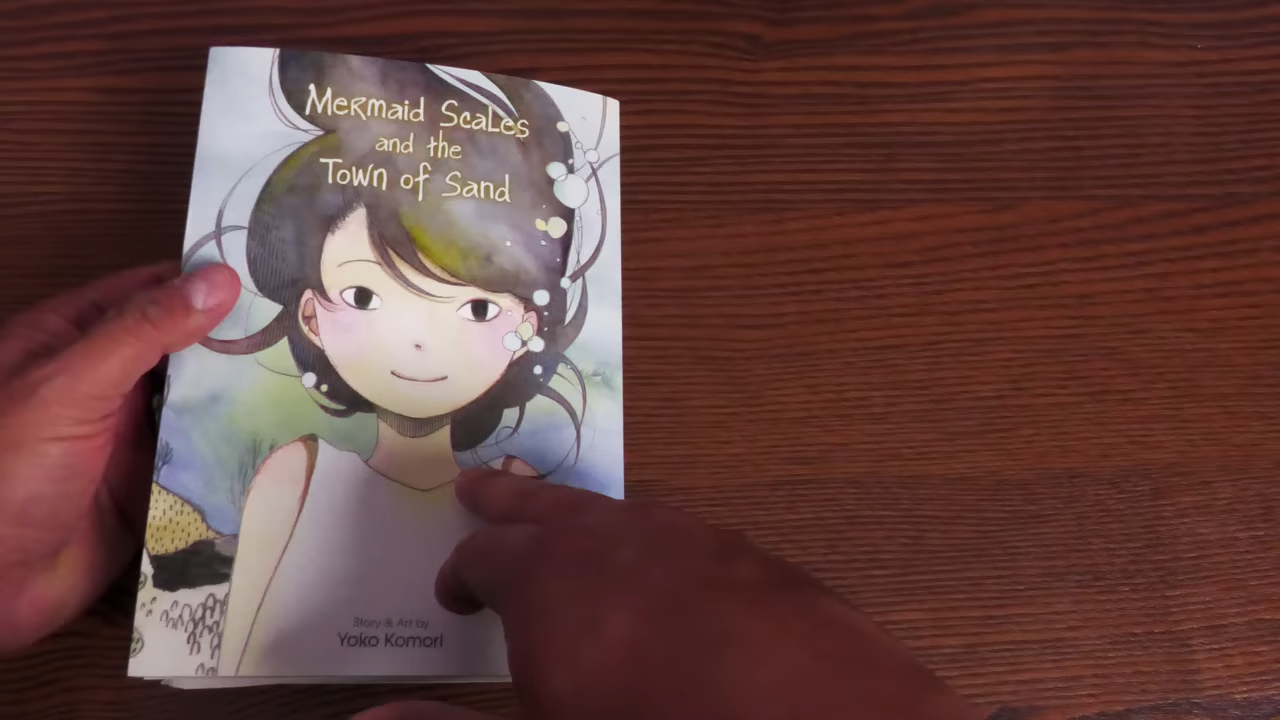 Mermaid Scales
and the
Town of Sand
Story & Art by
Yoko Komori